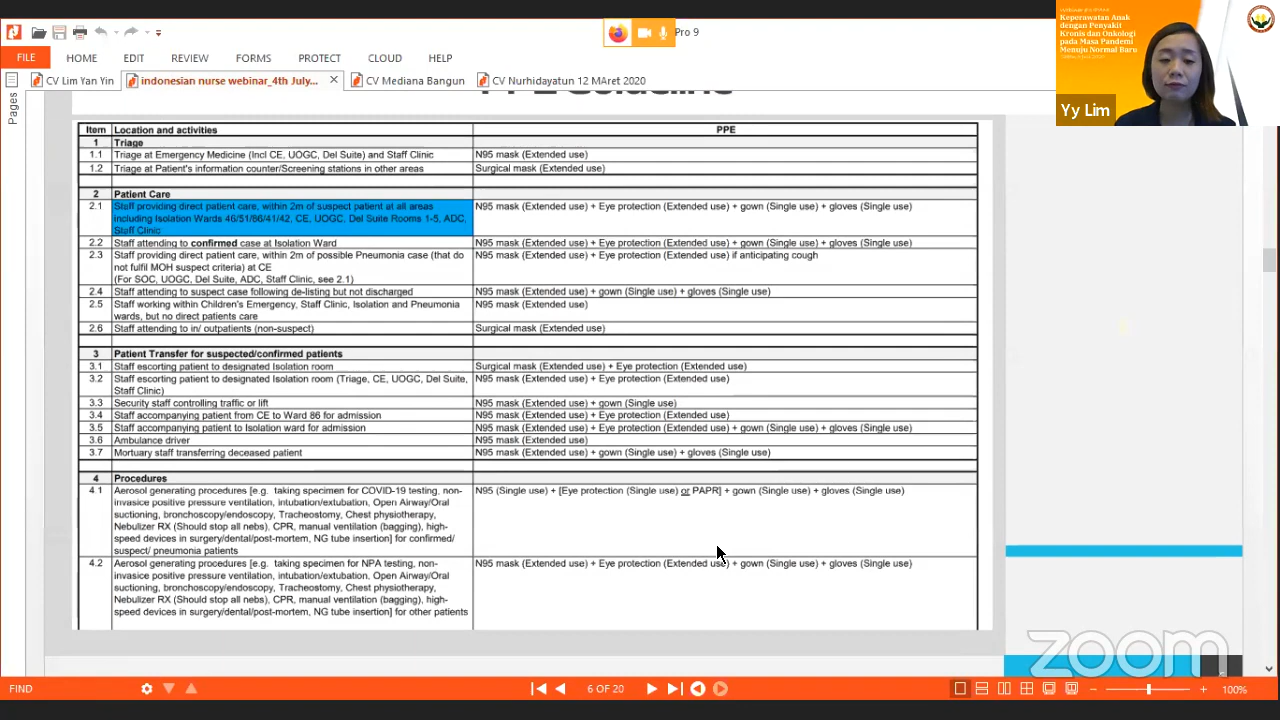 Pro 9
FILE HOME EDIT REVIEW FORMS PROTECT CLOUD HELP
CV Lim Yan Yin indonesian nurse webinar_4th July... CV Mediana Bangun CV Nurhidayatun 12 MAret 2020
Pages
Keperawatan Anak
dengan Penyakit
Kronis dan Onkologi
pada Masa Pandemi
Menuju Normal Baru
Yy Lim
PPE Guideline
Item Location and activities PPE
1 Triage
1.1 Triage at Emergency Medicine (Incl CE, UOGC, Del Suite) and Staff Clinic N95 mask (Extended use)
1.2 Triage at Patient's information counter/Screening stations in other areas Surgical mask (Extended use)
2 Patient Care
2.1 Staff providing direct patient care, within 2m of suspect patient at all areas N95 mask (Extended use) + Eye protection (Extended use) + gown (Single use) + gloves (Single use)
including Isolation Wards 46/51/86/41/42, CE, UOGC, Del Suite Rooms 1-5, ADC,
Staff Clinic
2.2 Staff attending to confirmed case at Isolation Ward N95 mask (Extended use) + Eye protection (Extended use) + gown (Single use) + gloves (Single use)
2.3 Staff providing direct patient care, within 2m of possible Pneumonia case (that do N95 mask (Extended use) + Eye protection (Extended use) if anticipating cough
not fulfil MOH suspect criteria) at CE
(For SOC, UOGC, Del Suite, ADC, Staff Clinic, see 2.1)
2.4 Staff attending to suspect case following de-listing but not discharged N95 mask (Extended use) + gown (Single use) + gloves (Single use)
2.5 Staff working within Children's Emergency, Staff Clinic, Isolation and Pneumonia N95 mask (Extended use)
wards, but no direct patients care
2.6 Staff attending to in/ outpatients (non-suspect) Surgical mask (Extended use)
3 Patient Transfer for suspected/confirmed patients
3.1 Staff escorting patient to designated Isolation room Surgical mask (Extended use) + Eye protection (Extended use)
3.2 Staff escorting patient to designated Isolation room (Triage, CE, UOGC, Del Suite, N95 mask (Extended use) + Eye protection (Extended use)
Staff Clinic)
3.3 Security staff controlling traffic or lift N95 mask (Extended use) + gown (Single use)
3.4 Staff accompanying patient from CE to Ward 86 for admission N95 mask (Extended use) + Eye protection (Extended use)
3.5 Staff accompanying patient to Isolation ward for admission N95 mask (Extended use) + Eye protection (Extended use) + gown (Single use) + gloves (Single use)
3.6 Ambulance driver N95 mask (Extended use)
3.7 Mortuary staff transferring deceased patient N95 mask (Extended use) + gown (Single use) + gloves (Single use)
4 Procedures
4.1 Aerosol generating procedures [e.g. taking specimen for COVID-19 testing, non- N95 (Single use) + [Eye protection (Single use) or PAPR] + gown (Single use) + gloves (Single use)
invasice positive pressure ventilation, intubation/extubation, Open Airway/Oral
suctioning, bronchoscopy/endoscopy, Tracheostomy, Chest physiotherapy,
Nebulizer RX (Should stop all nebs), CPR, manual ventilation (bagging), high-
speed devices in surgery/dental/post-mortem, NG tube insertion] for confirmed/
suspect/ pneumonia patients
4.2 Aerosol generating procedures [e.g. taking specimen for NPA testing, non- N95 mask (Extended use) + Eye protection (Extended use) + gown (Single use) + gloves (Single use)
invasice positive pressure ventilation, intubation/extubation, Open Airway/Oral
suctioning, bronchoscopy/endoscopy, Tracheostomy, Chest physiotherapy,
Nebulizer RX (Should stop all nebs), CPR, manual ventilation (bagging), high-
speed devices in surgery/dental/post-mortem, NG tube insertion] for other patients
zoom
FIND 6 OF 20 100%